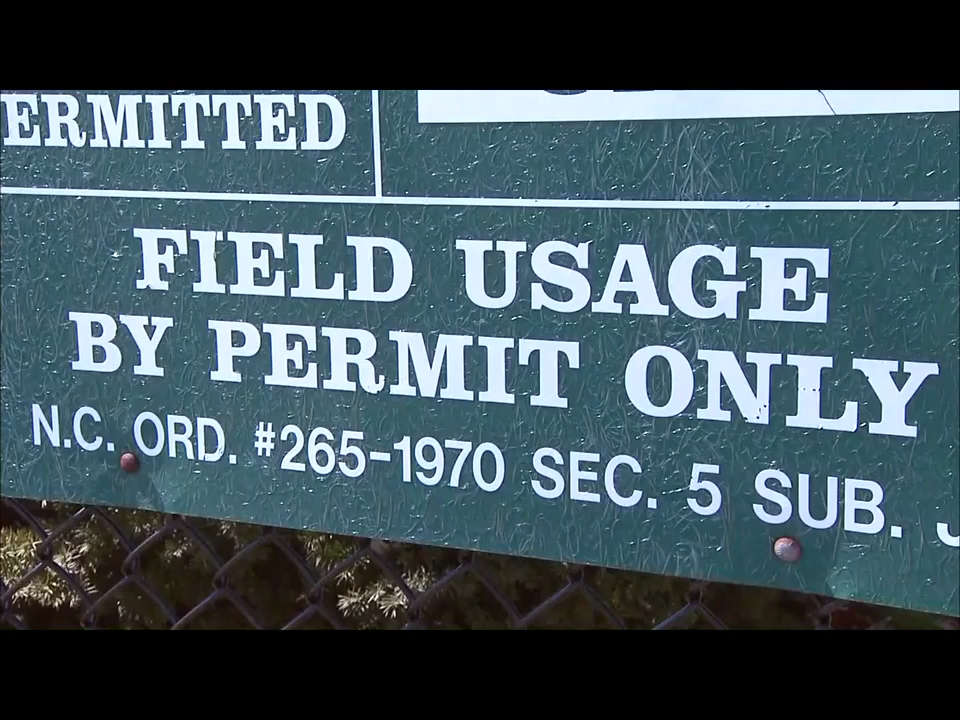 ERMITTED
FIELD USAGE
BY PERMIT ONLY
N.C. ORD. #265-1970 SEC. 5 SUB. J